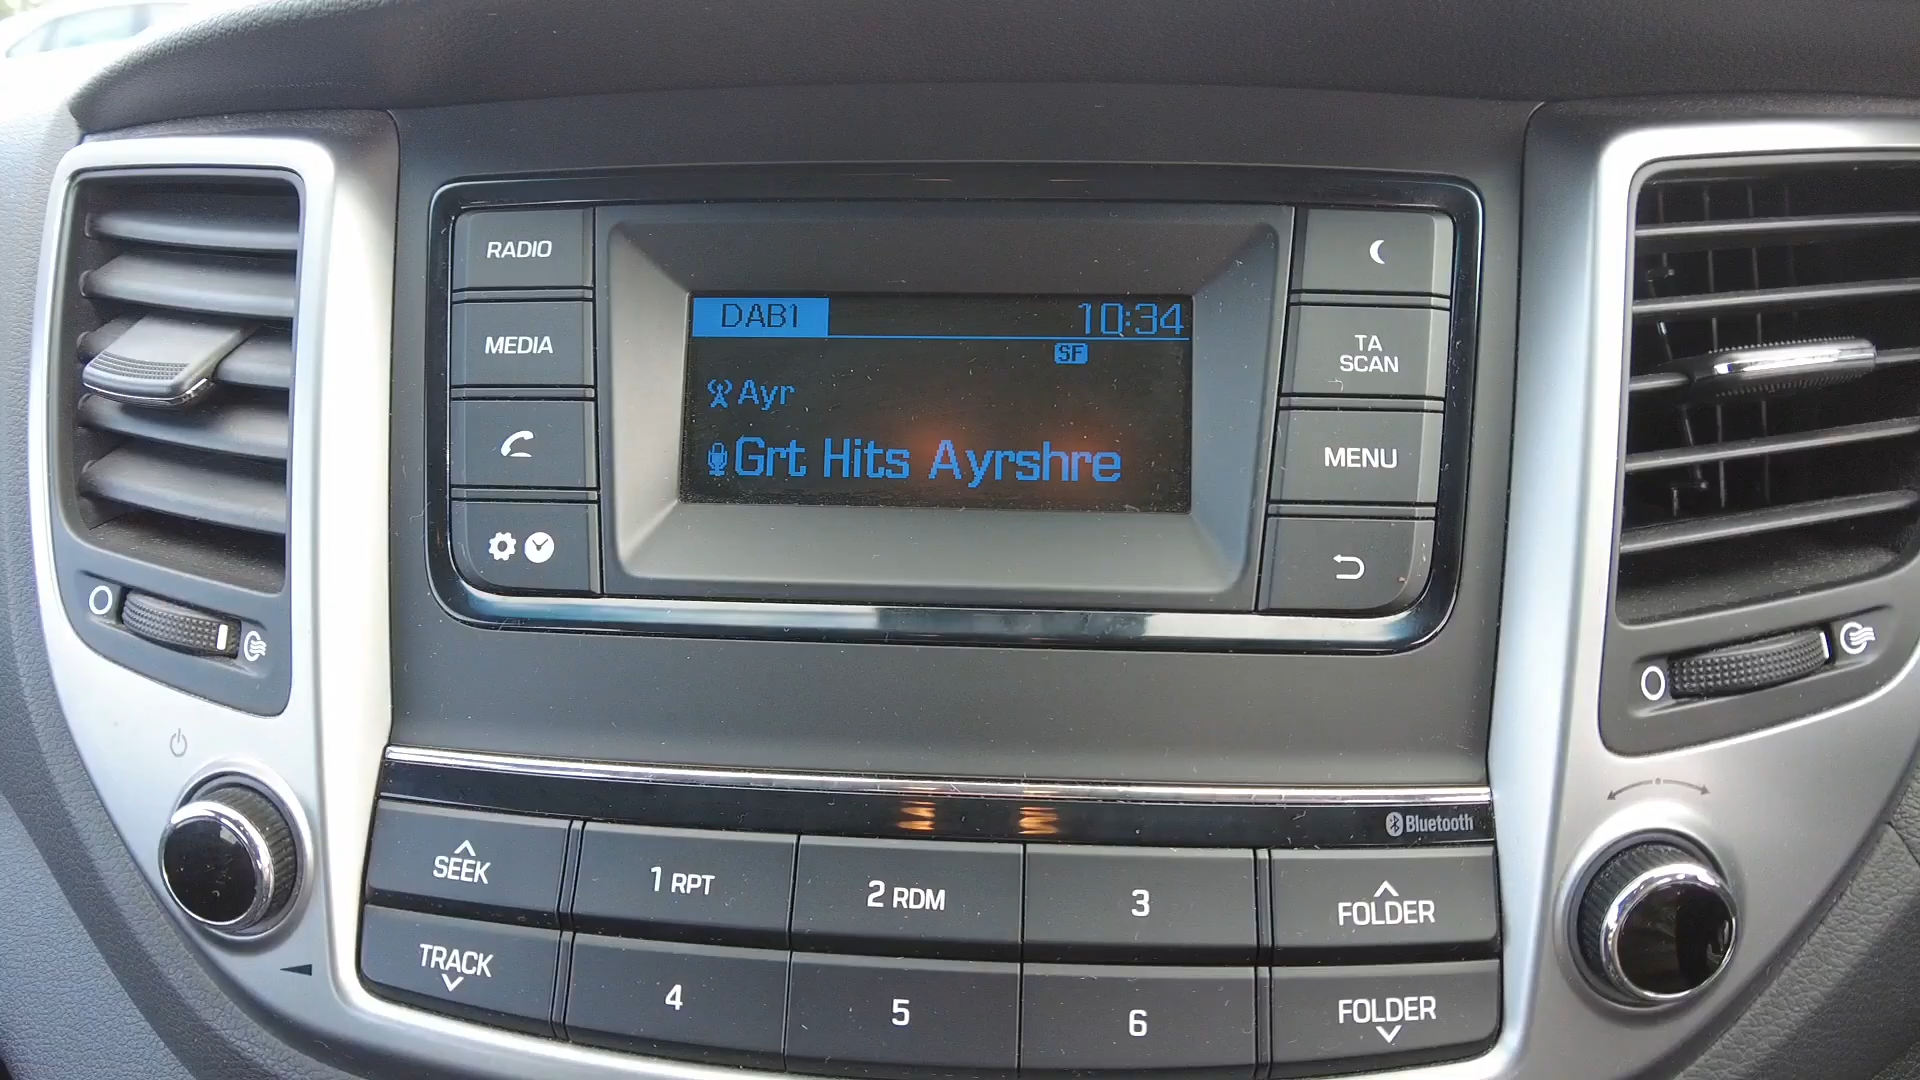 RADIO
MEDIA
DAB1 10:34
SF
Ayr
Grt Hits Ayrshre
TA
SCAN
MENU
Bluetooth
SEEK
1 RPT
2 RDM
3
FOLDER
TRACK
4
5
6
FOLDER